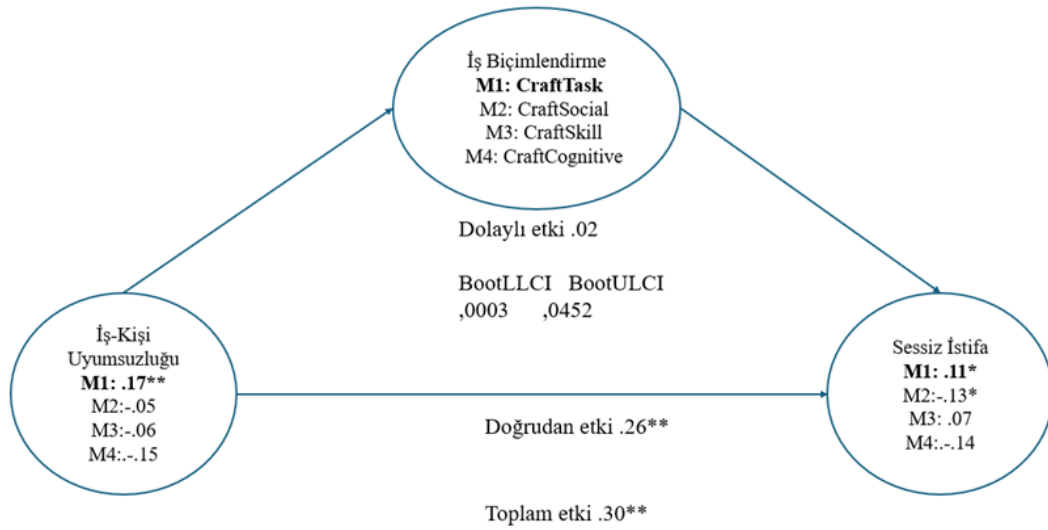 İş Biçimlendirme
M1: CraftTask
M2: CraftSocial
M3: CraftSkill
M4: CraftCognitive
Dolaylı etki .02
BootLLCI BootULCI
,0003 ,0452
İş-Kişi
Uyumsuzluğu
M1: .17**
M2:-.05
M3:-.06
M4:.-.15
Sessiz İstifa
M1: .11*
M2:-.13*
M3: .07
M4:-.14
Doğrudan etki .26**
Toplam etki .30**